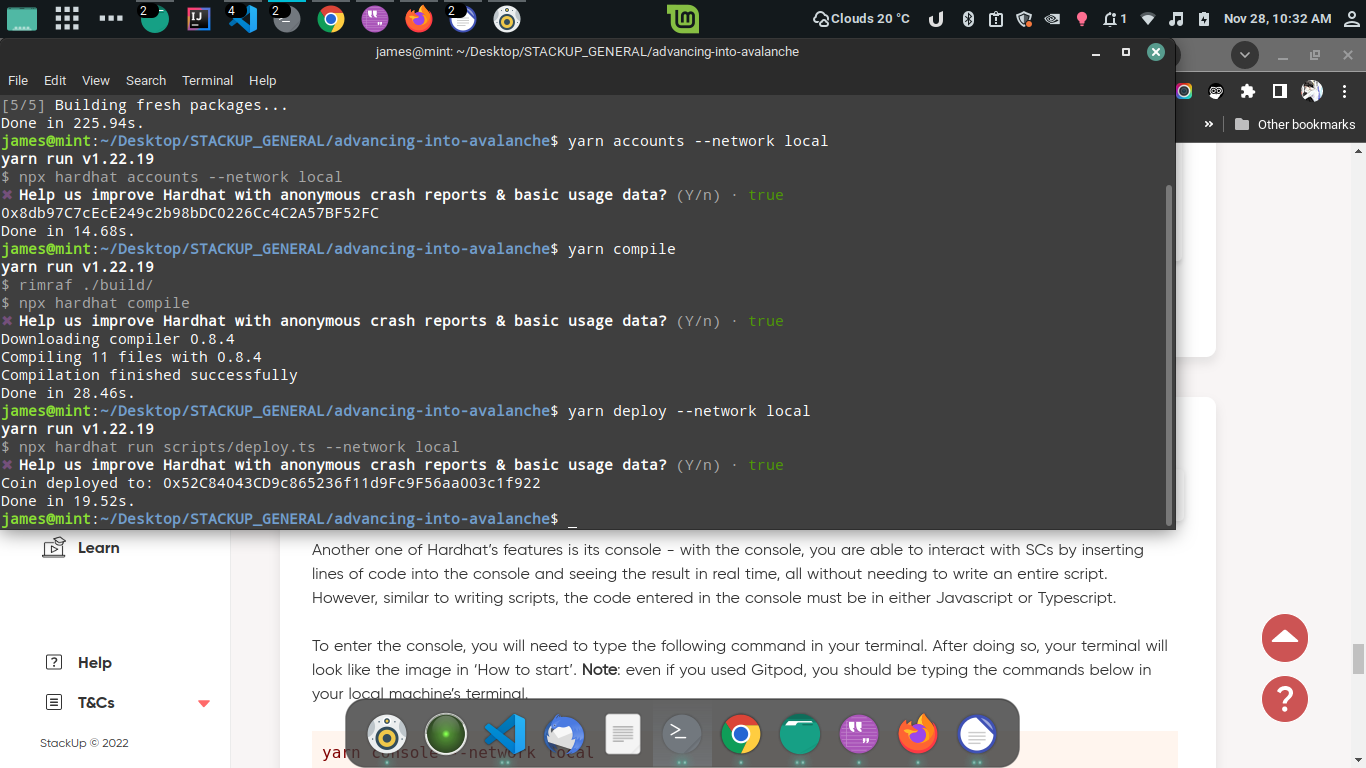 2
4
2
2
Clouds 20 °C
1
Nov 28, 10:32 AM
james@mint: ~/Desktop/STACKUP_GENERAL/advancing-into-avalanche
File Edit View Search Terminal Help
[5/5] Building fresh packages...
Done in 225.94s.
james@mint:~/Desktop/STACKUP_GENERAL/advancing-into-avalanche$ yarn accounts --network local
yarn run v1.22.19
$ npx hardhat accounts --network local
✖ Help us improve Hardhat with anonymous crash reports & basic usage data? (Y/n) · true
0x8db97C7cEcE249c2b98bDC0226Cc4C2A57BF52FC
Done in 14.68s.
james@mint:~/Desktop/STACKUP_GENERAL/advancing-into-avalanche$ yarn compile
yarn run v1.22.19
$ rimraf ./build/
$ npx hardhat compile
✖ Help us improve Hardhat with anonymous crash reports & basic usage data? (Y/n) · true
Downloading compiler 0.8.4
Compiling 11 files with 0.8.4
Compilation finished successfully
Done in 28.46s.
james@mint:~/Desktop/STACKUP_GENERAL/advancing-into-avalanche$ yarn deploy --network local
yarn run v1.22.19
$ npx hardhat run scripts/deploy.ts --network local
✖ Help us improve Hardhat with anonymous crash reports & basic usage data? (Y/n) · true
Coin deployed to: 0x52C84043CD9c865236f11d9Fc9F56aa003c1f922
Done in 19.52s.
james@mint:~/Desktop/STACKUP_GENERAL/advancing-into-avalanche$ _
» Other bookmarks
Learn
Help
T&Cs
StackUp © 2022
Another one of Hardhat's features is its console - with the console, you are able to interact with SCs by inserting
lines of code into the console and seeing the result in real time, all without needing to write an entire script.
However, similar to writing scripts, the code entered in the console must be in either Javascript or Typescript.
To enter the console, you will need to type the following command in your terminal. After doing so, your terminal will
look like the image in 'How to start'. Note: even if you used Gitpod, you should be typing the commands below in
your local machine's terminal.
yarn console --network local
?